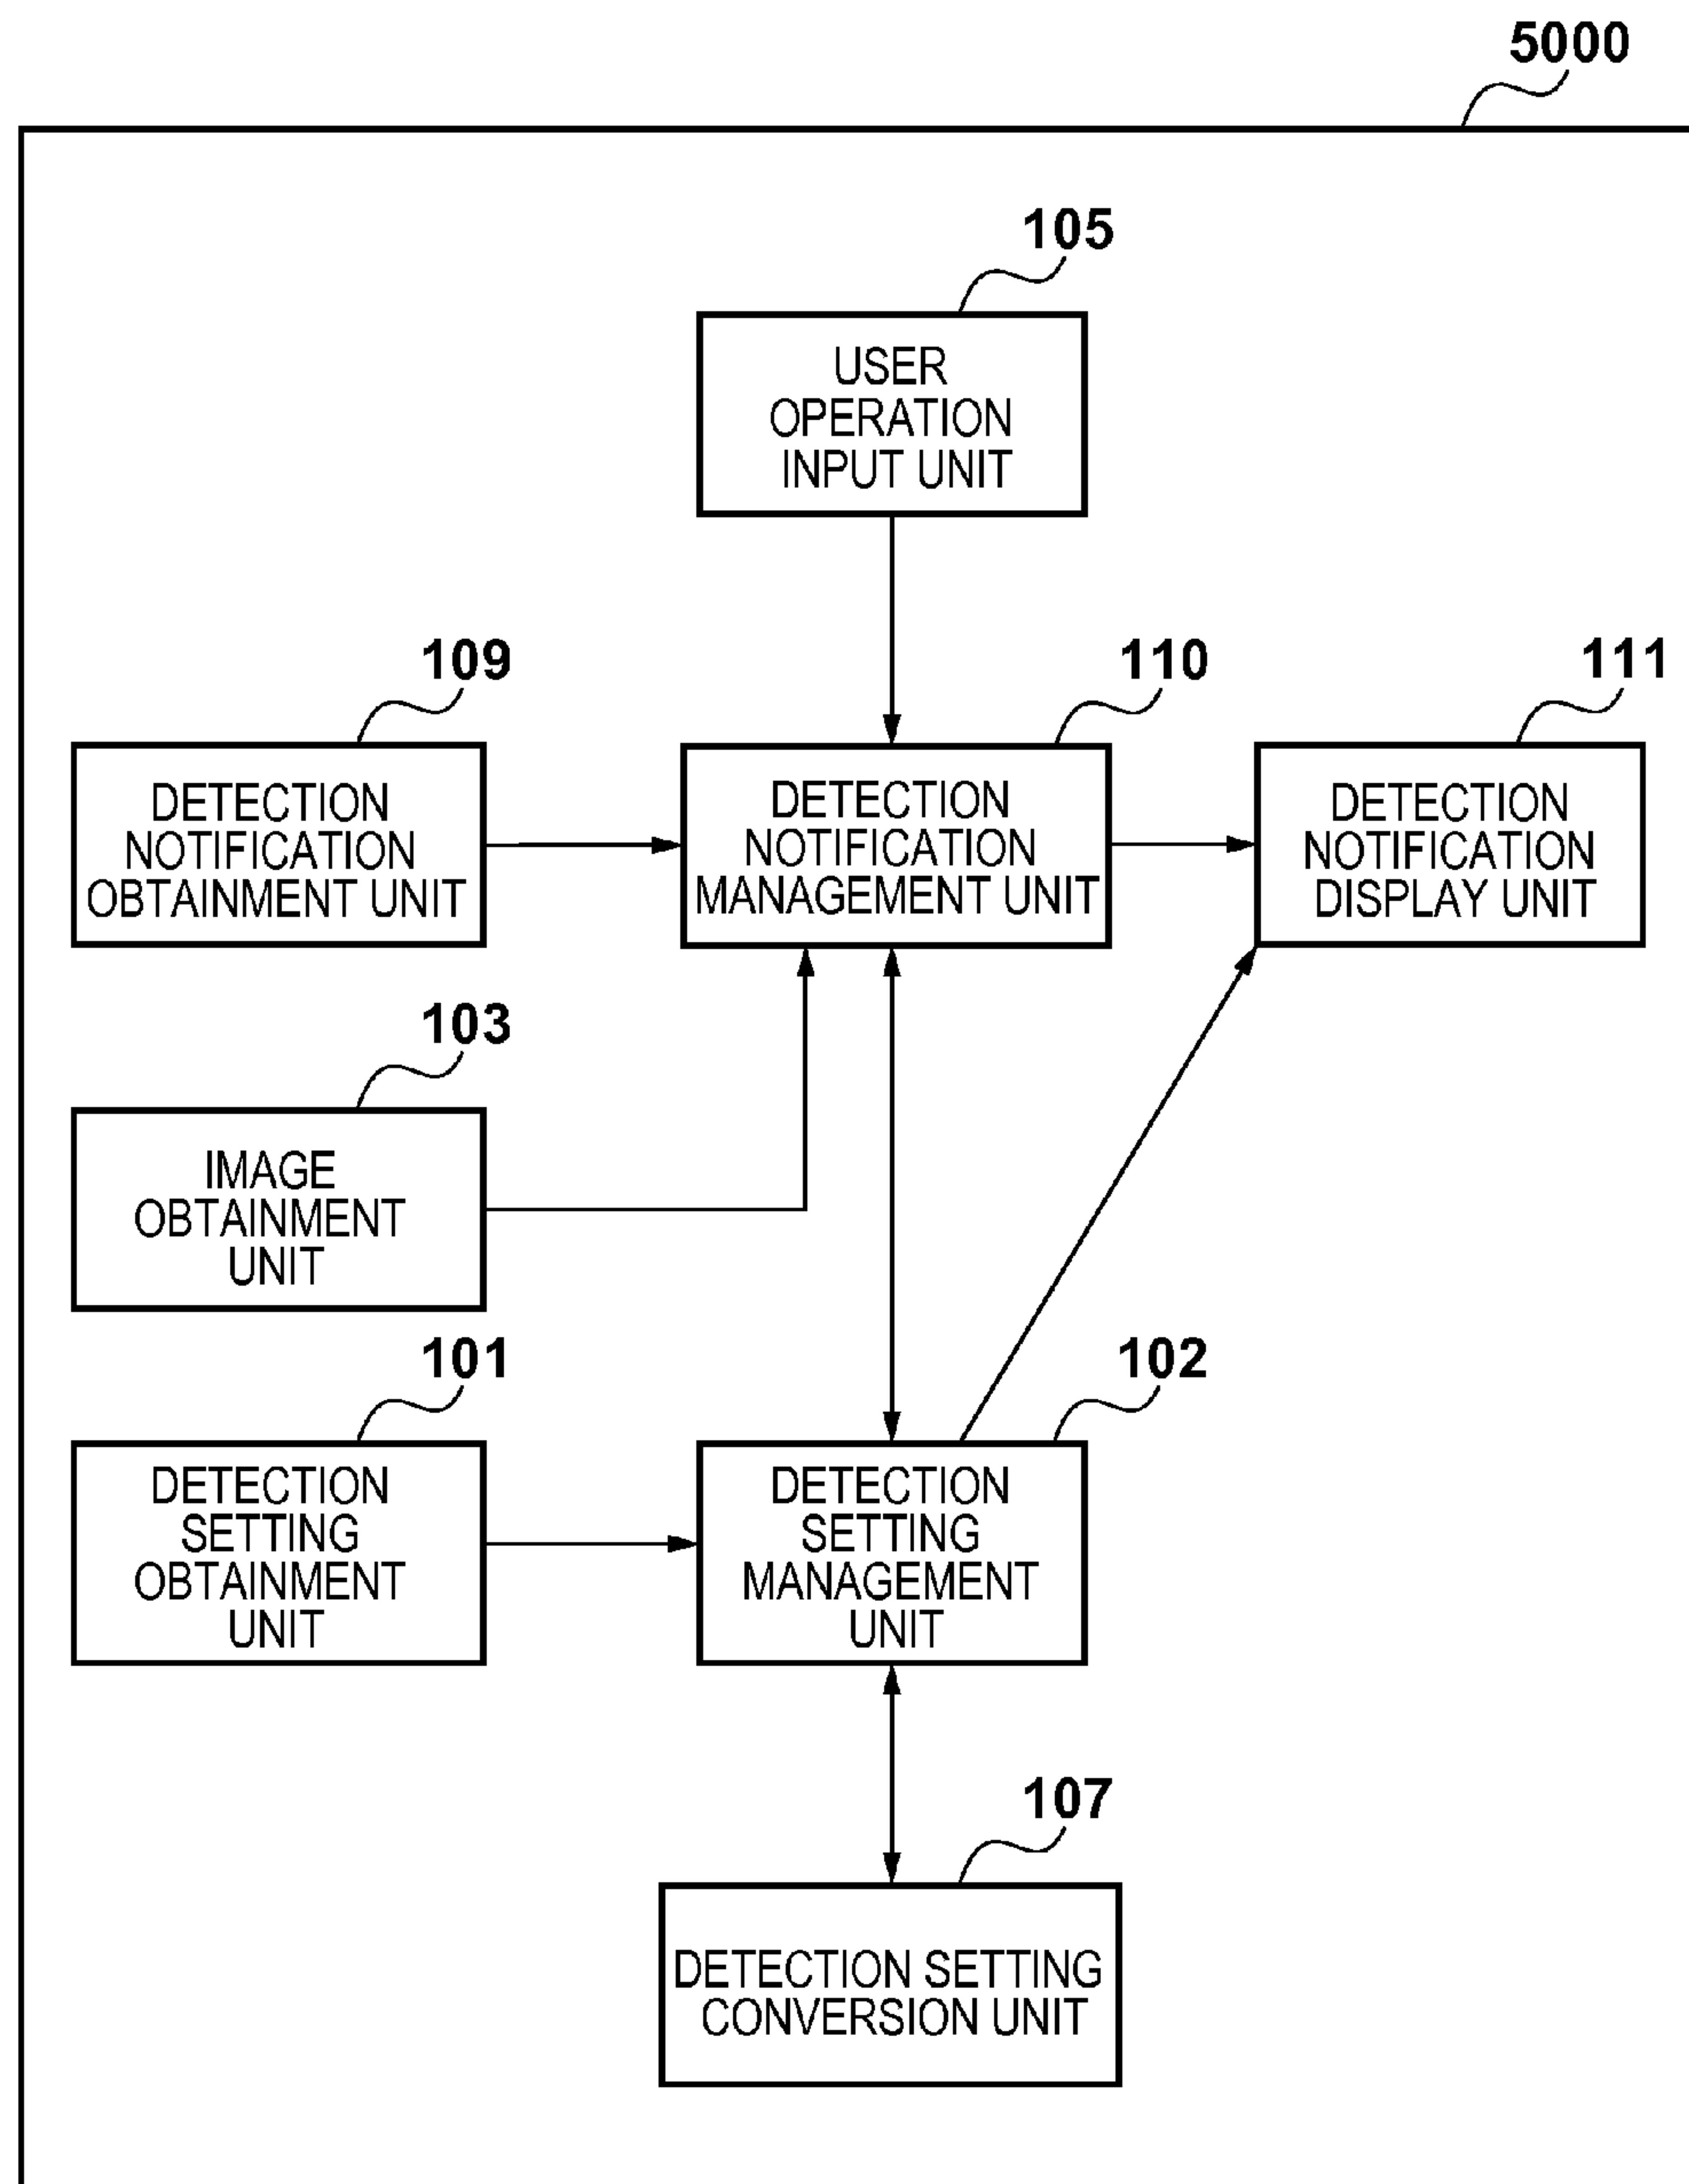 5000
105
USER
OPERATION
INPUT UNIT
109
DETECTION
NOTIFICATION
OBTAINMENT UNIT
110
DETECTION
NOTIFICATION
MANAGEMENT UNIT
111
DETECTION
NOTIFICATION
DISPLAY UNIT
103
IMAGE
OBTAINMENT
UNIT
101
DETECTION
SETTING
OBTAINMENT
UNIT
102
DETECTION
SETTING
MANAGEMENT
UNIT
107
DETECTION SETTING
CONVERSION UNIT